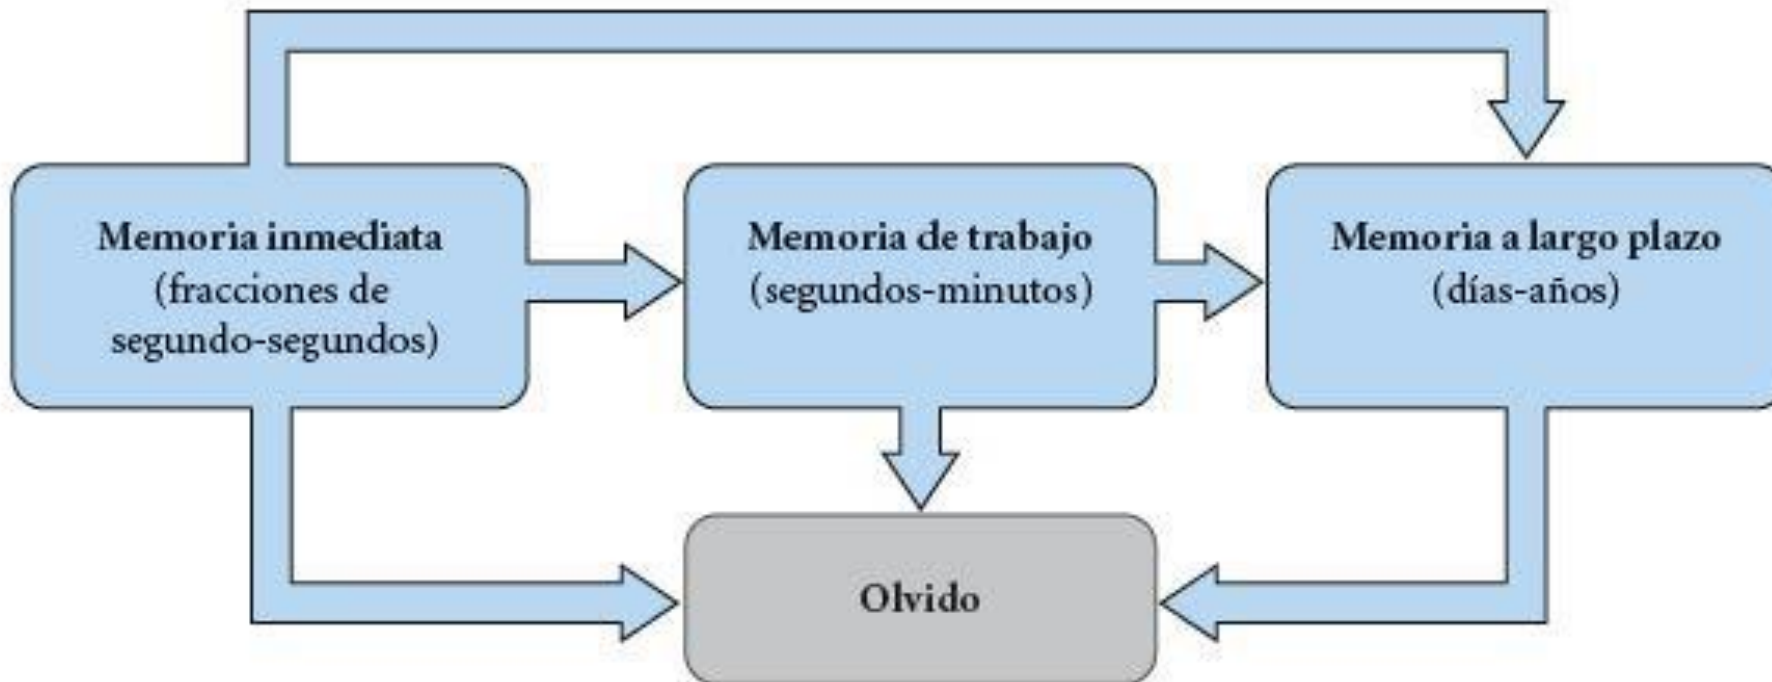 Memoria inmediata
(fracciones de
segundo-segundos)
Memoria de trabajo
(segundos-minutos)
Memoria a largo plazo
(días-años)
Olvido